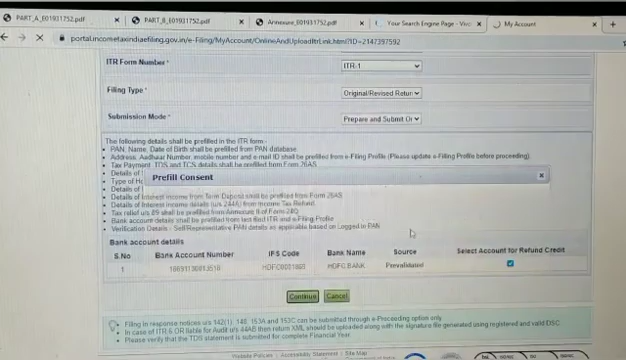 PART_A_E01931752.pdf
PART_B_E01931752.pdf
Annexure_E01931752.pdf
Your Search Engine Page - Vivo
My Account
portal.incometaxindiaefiling.gov.in/e-Filing/MyAccount/OnlineAndUploadItrLink.html?ID=2147397592
ITR Form Number *
ITR-1
Filing Type *
Original/Revised Retur
Submission Mode *
Prepare and Submit On
The following details shall be prefilled in the ITR form -
• PAN, Name, Date of Birth shall be prefilled from PAN database
• Address, Aadhaar Number, mobile number and e-mail ID shall be prefilled from e-Filing Profile (Please update e-Filing Profile before proceeding)
• Tax Payment, TDS and TCS details shall be prefilled from Form 26AS
• Details of
• Type of
Prefill Consent
x
• Details of
• Details of Interest income from Term Deposit shall be prefilled from Form 26AS
• Details of Interest income details (u/s 244A) from Income Tax Refund
• Tax relief u/s 89 shall be prefilled from Annexure II of Form 24Q
• Bank account details shall be prefilled from last filed ITR and e-Filing Profile
• Verification Details - Self/Representative PAN details as applicable based on Logged in PAN
Bank account details
S.No Bank Account Number IFS Code Bank Name Source Select Account for Refund Credit
1 HDFC BANK Prevalidated
Continue Cancel
• Filing in response notices u/s 142(1), 148, 153A and 153C can be submitted through e-Proceeding option only
• In case of ITR 6 OR liable for Audit u/s 44AB then return XML should be uploaded along with the signature file generated using registered and valid DSC
• Please verify that the TDS statement is submitted for complete Financial Year.
Website Policies | Accessibility Statement | Site Map